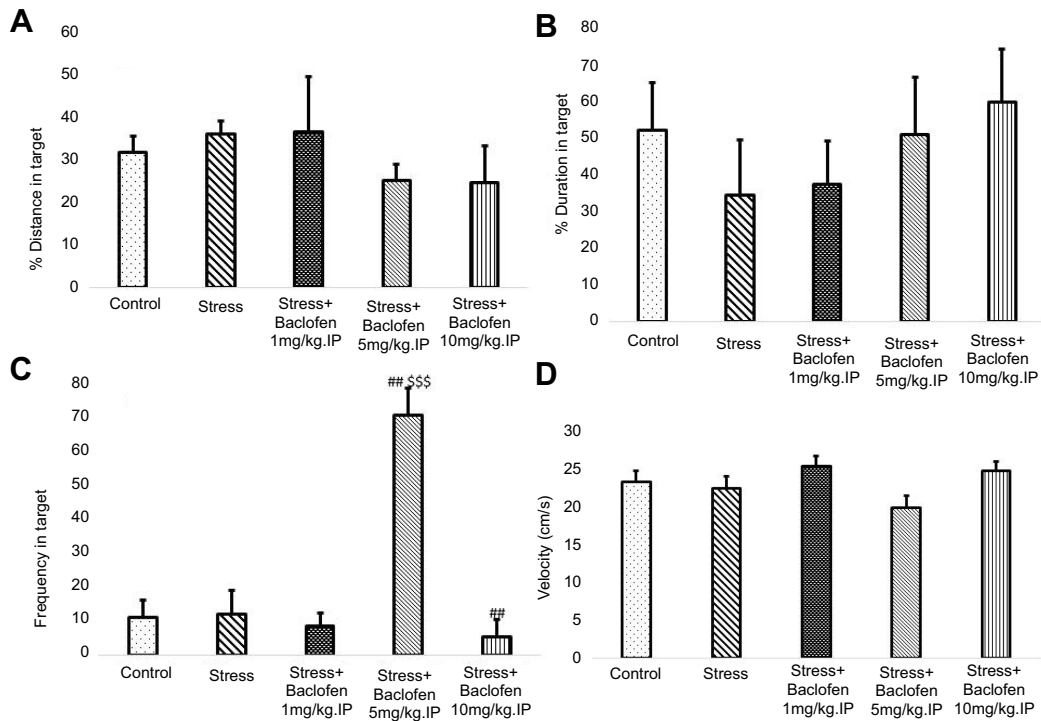 A
% Distance in target
60
50
40
30
20
10
0
Control
Stress
Stress+
Baclofen
1mg/kg.IP
Stress+
Baclofen
5mg/kg.IP
Stress+
Baclofen
10mg/kg.IP
B
% Duration in target
80
70
60
50
40
30
20
10
0
Control
Stress
Stress+
Baclofen
1mg/kg.IP
Stress+
Baclofen
5mg/kg.IP
Stress+
Baclofen
10mg/kg.IP
C
Frequency in target
80
70
60
50
40
30
20
10
0
## $$$
##
Control
Stress
Stress+
Baclofen
1mg/kg.IP
Stress+
Baclofen
5mg/kg.IP
Stress+
Baclofen
10mg/kg.IP
D
Velocity (cm/s)
30
25
20
25
10
5
0
Control
Stress
Stress+
Baclofen
1mg/kg.IP
Stress+
Baclofen
5mg/kg.IP
Stress+
Baclofen
10mg/kg.IP